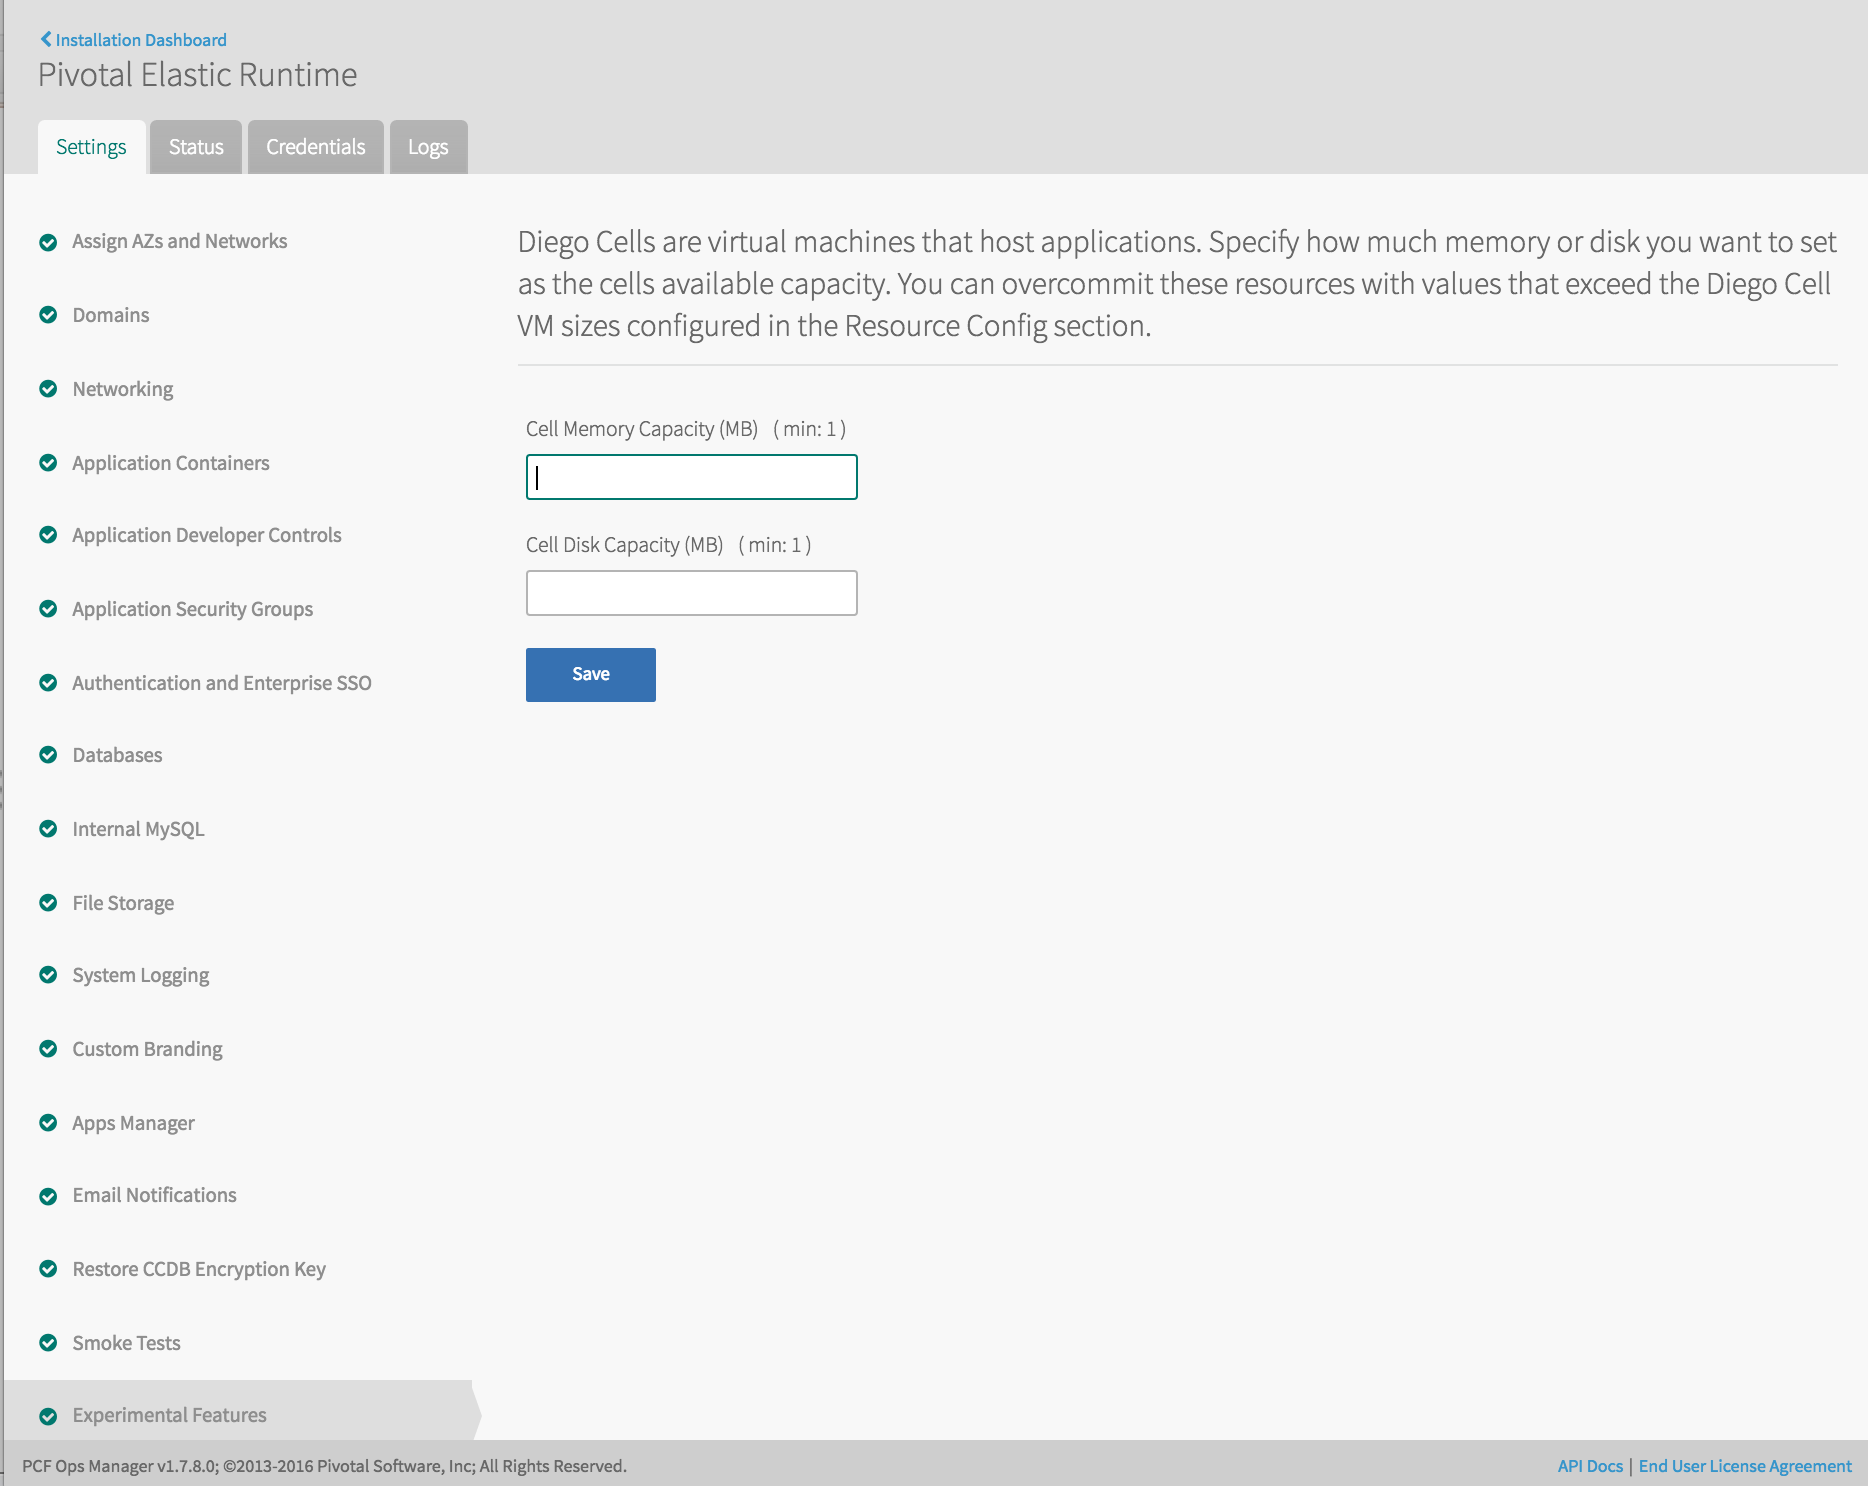 Installation Dashboard
Pivotal Elastic Runtime
Settings
Status
Credentials
Logs
Assign AZs and Networks
Domains
Networking
Application Containers
Application Developer Controls
Application Security Groups
Authentication and Enterprise SSO
Databases
Internal MySQL
File Storage
System Logging
Custom Branding
Apps Manager
Email Notifications
Restore CCDB Encryption Key
Smoke Tests
Experimental Features
Diego Cells are virtual machines that host applications. Specify how much memory or disk you want to set
as the cells available capacity. You can overcommit these resources with values that exceed the Diego Cell
VM sizes configured in the Resource Config section.
Cell Memory Capacity (MB) ( min: 1 )
Cell Disk Capacity (MB) ( min: 1 )
Save
PCF Ops Manager v1.7.8.0; ©2013-2016 Pivotal Software, Inc; All Rights Reserved.
API Docs | End User License Agreement